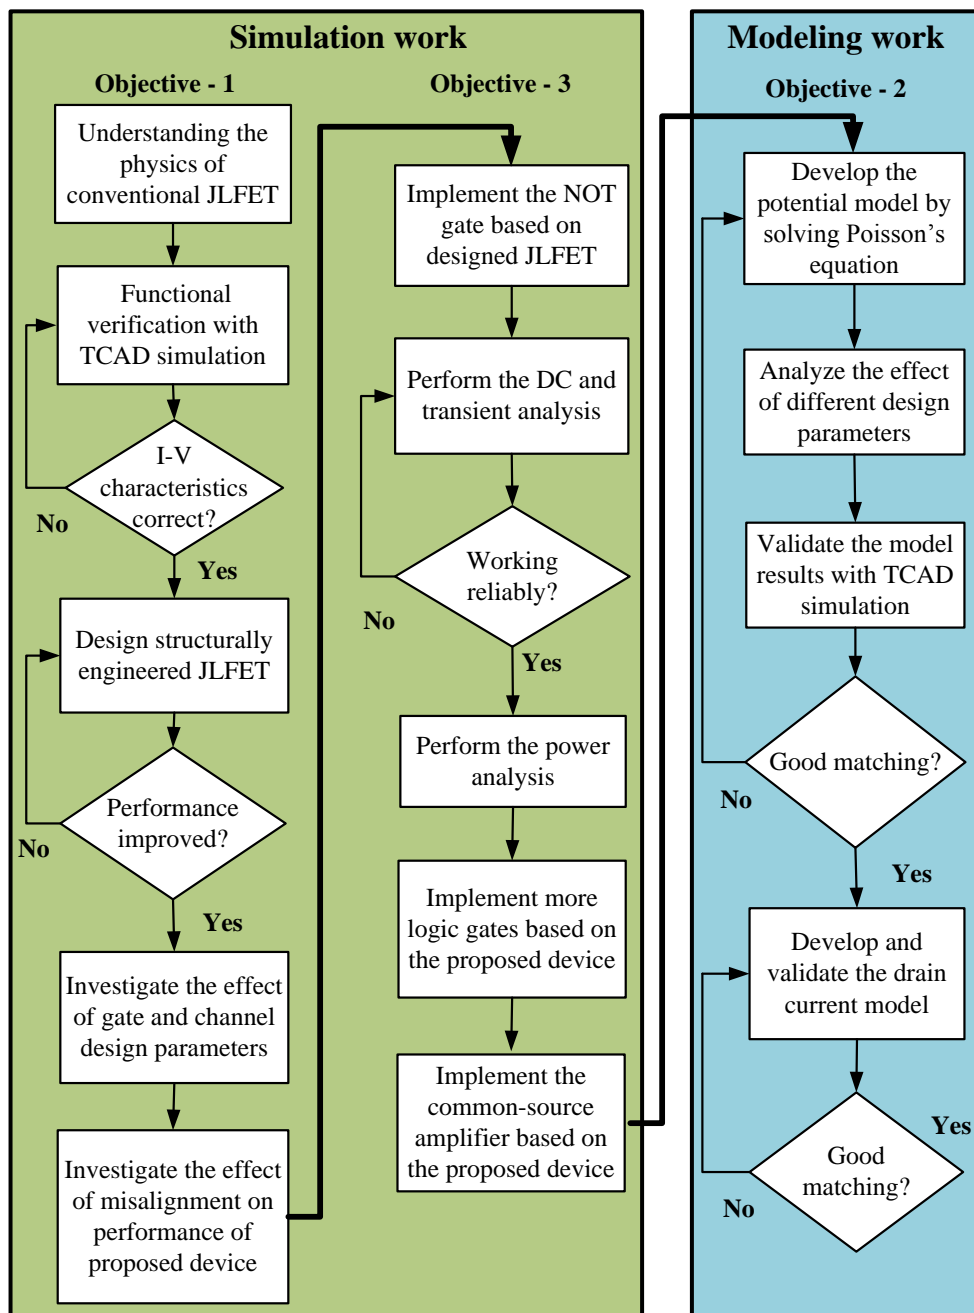 Simulation work
Objective - 1
Understanding the
physics of
conventional JLFET
Functional
verification with
TCAD simulation
I-V
characteristics
correct?
No
Yes
Design structurally
engineered JLFET
Performance
improved?
No
Yes
Investigate the effect
of gate and channel
design parameters
Investigate the effect
of misalignment on
performance of
proposed device
Objective - 3
Implement the NOT
gate based on
designed JLFET
Perform the DC and
transient analysis
Working
reliably?
No
Yes
Perform the power
analysis
Implement more
logic gates based on
the proposed device
Implement the
common-source
amplifier based on
the proposed device
Modeling work
Objective - 2
Develop the
potential model by
solving Poisson’s
equation
Analyze the effect
of different design
parameters
Validate the model
results with TCAD
simulation
Good matching?
No
Yes
Develop and
validate the drain
current model
Good
matching?
Yes
No